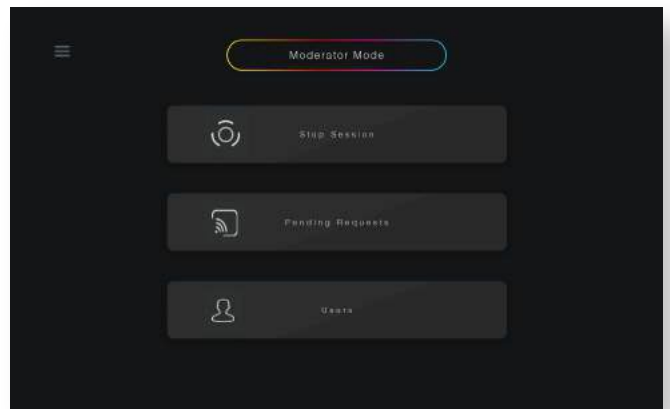 Moderator Mode
Stop Session
Pending Requests
Users